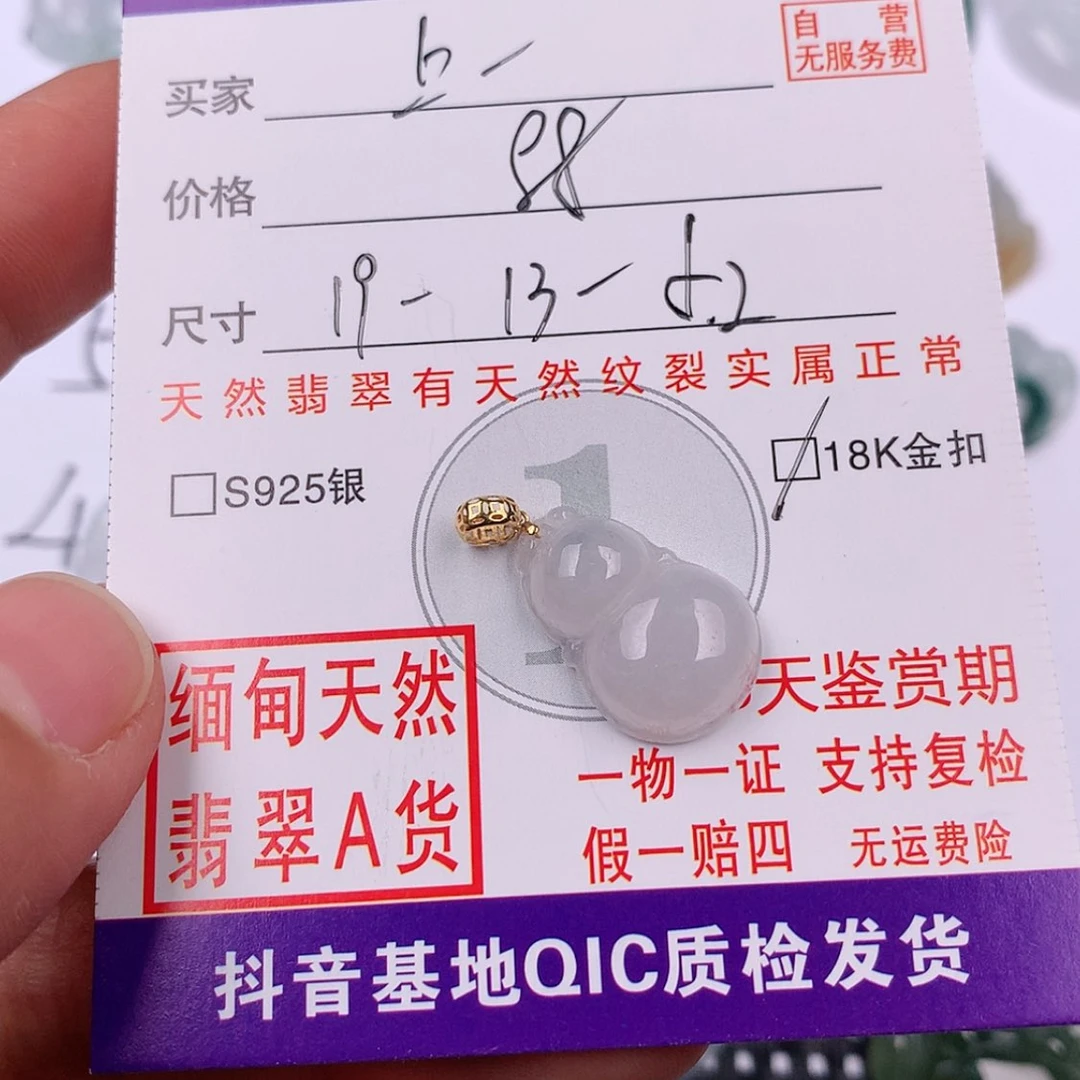 自营
无服务费
买家
价格 98
尺寸 19-13-6.2
天然翡翠有天然纹裂实属正常
S925银
18K金扣
1
缅甸天然
翡翠A货
天鉴赏期
一物一证 支持复检
假一赔四 无运费险
抖音基地QIC质检发货